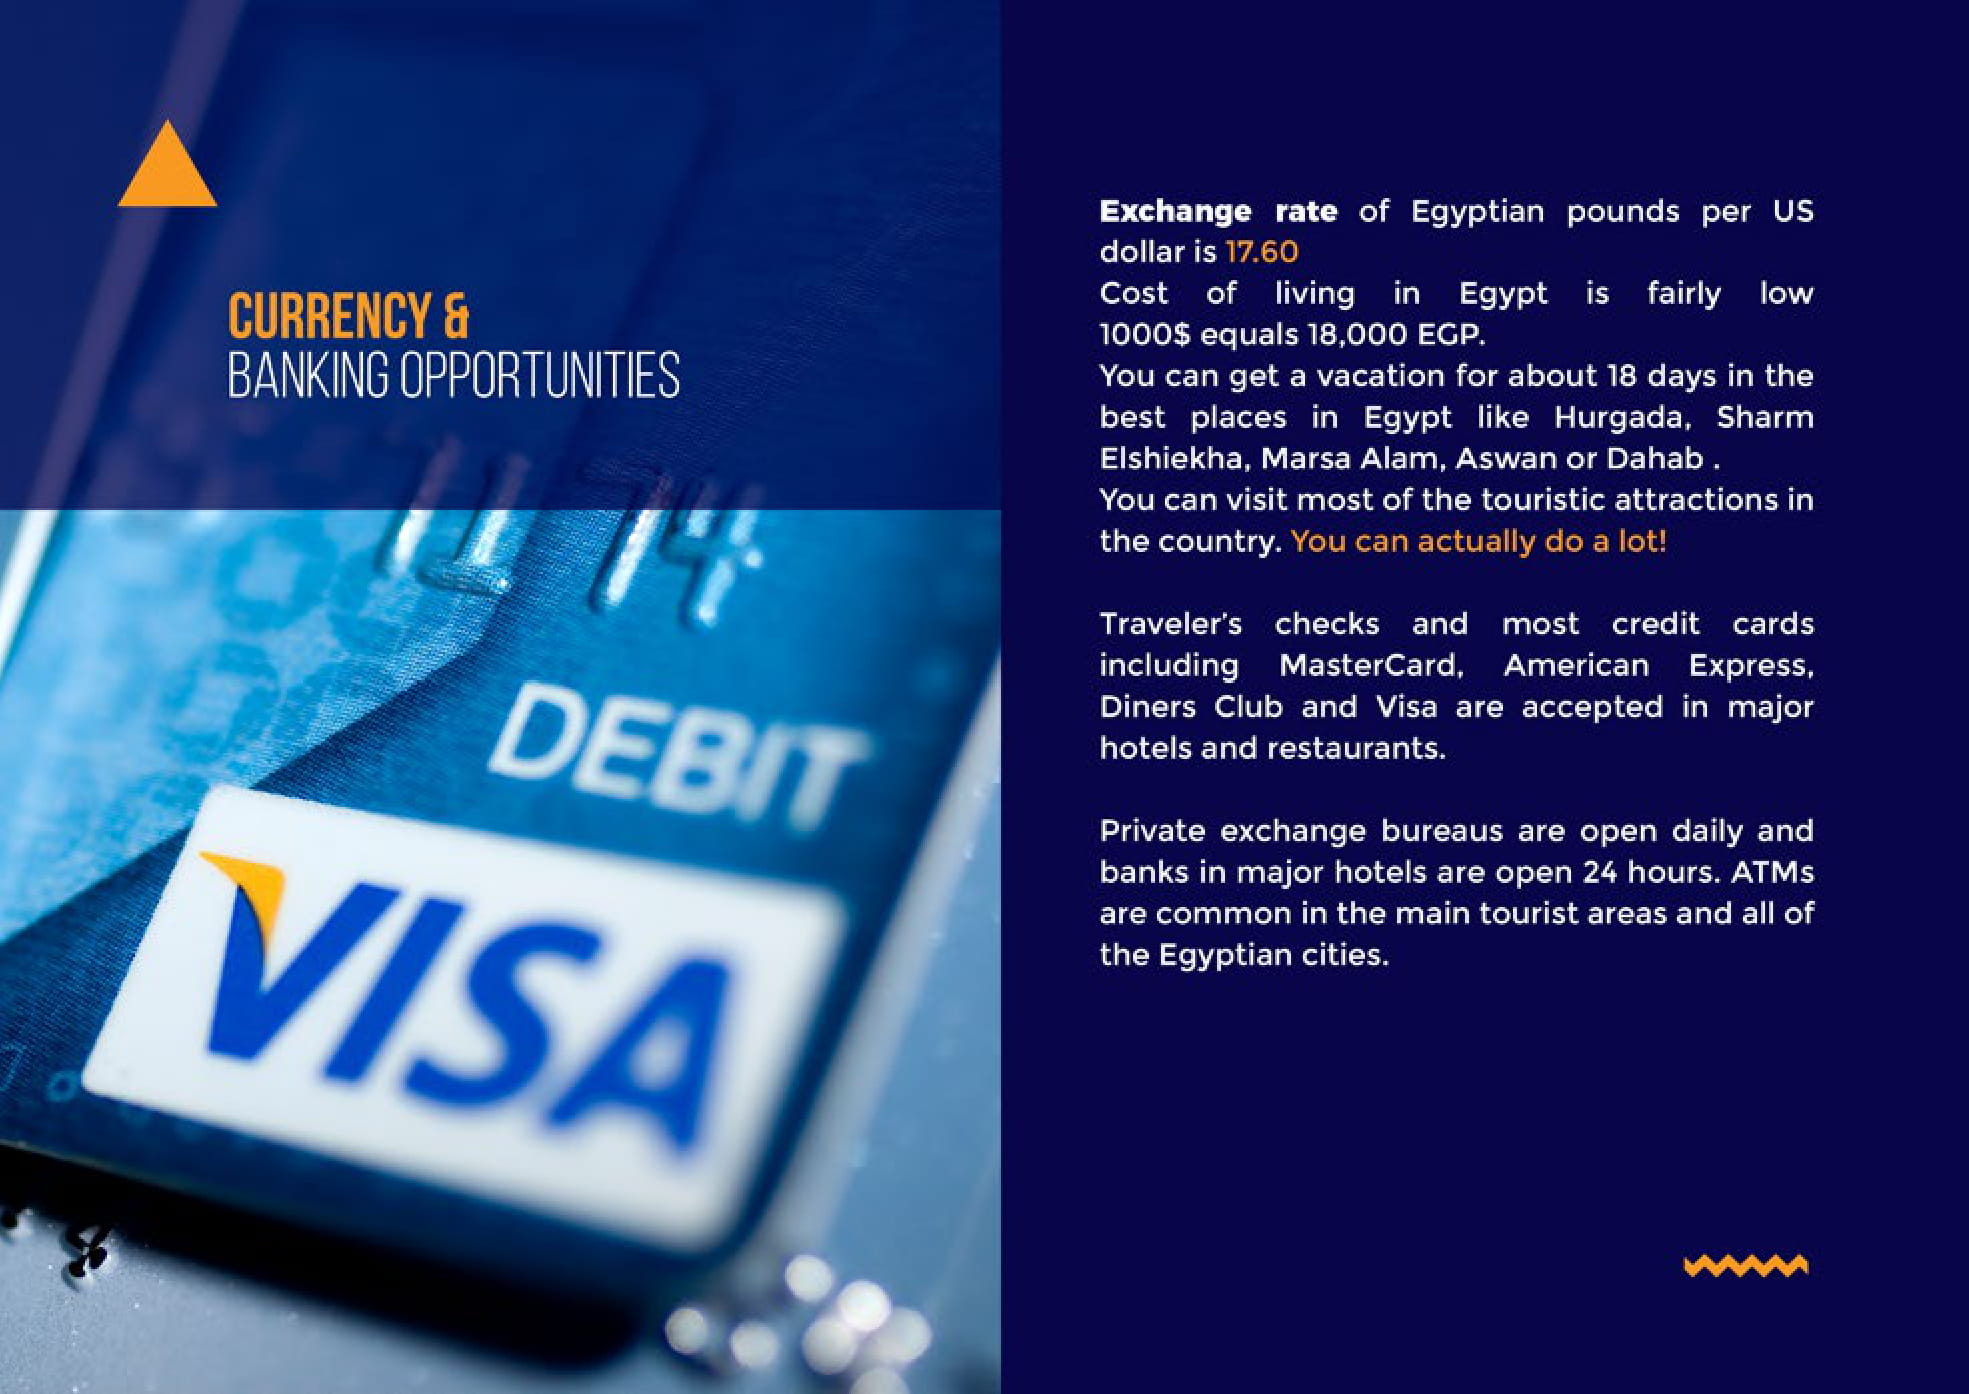 CURRENCY &
BANKING OPPORTUNITIES
11 74
DEBIT
VISA
Exchange rate of Egyptian pounds per US
dollar is 17.60
Cost of living in Egypt is fairly low
1000$ equals 18,000 EGP.
You can get a vacation for about 18 days in the
best places in Egypt like Hurgada, Sharm
Elshiekha, Marsa Alam, Aswan or Dahab .
You can visit most of the touristic attractions in
the country. You can actually do a lot!
Traveler's checks and most credit cards
including MasterCard, American Express,
Diners Club and Visa are accepted in major
hotels and restaurants.
Private exchange bureaus are open daily and
banks in major hotels are open 24 hours. ATMs
are common in the main tourist areas and all of
the Egyptian cities.